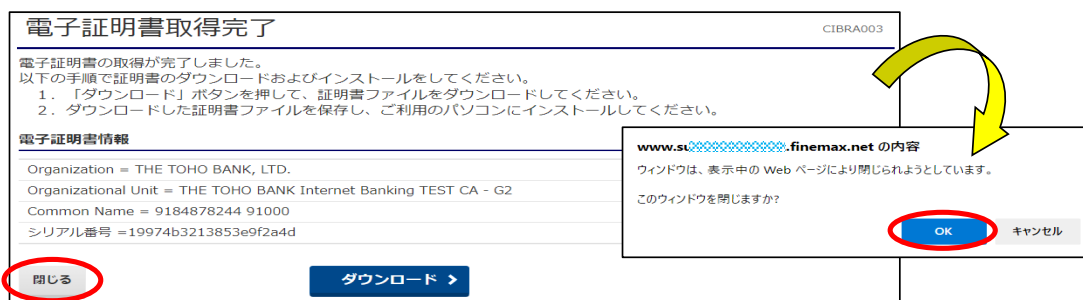 電子証明書取得完了
CIBRA003
電子証明書の取得が完了しました。
以下の手順で証明書のダウンロードおよびインストールをしてください。
１．「ダウンロード」ボタンを押して、証明書ファイルをダウンロードしてください。
２．ダウンロードした証明書ファイルを保存し、ご利用のパソコンにインストールしてください。
電子証明書情報
Organization = THE TOHO BANK, LTD.
Organizational Unit = THE TOHO BANK Internet Banking TEST CA - G2
Common Name = 9184878244 91000
シリアル番号 =19974b3213853e9f2a4d
閉じる
ダウンロード >
www.su .finemax.net の内容
ウィンドウは、表示中の Web ページにより閉じられようとしています。
このウィンドウを閉じますか?
OK
キャンセル